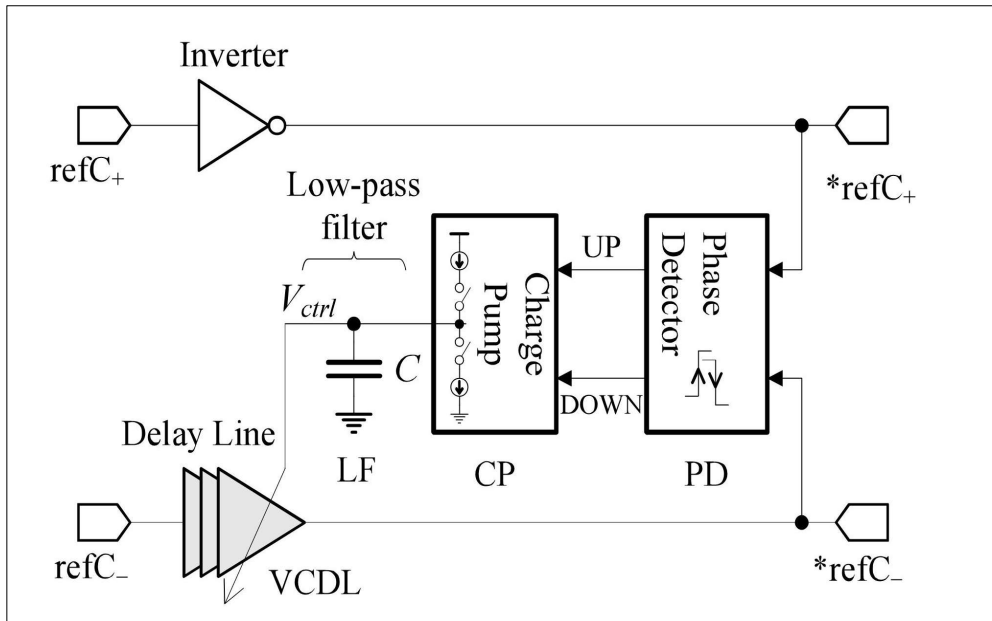 Inverter
refC+
*refC+
Low-pass
filter
Vctrl
C
LF
Charge
Pump
CP
UP
DOWN
Phase
Detector
PD
Delay Line
refC−
VCDL
*refC−